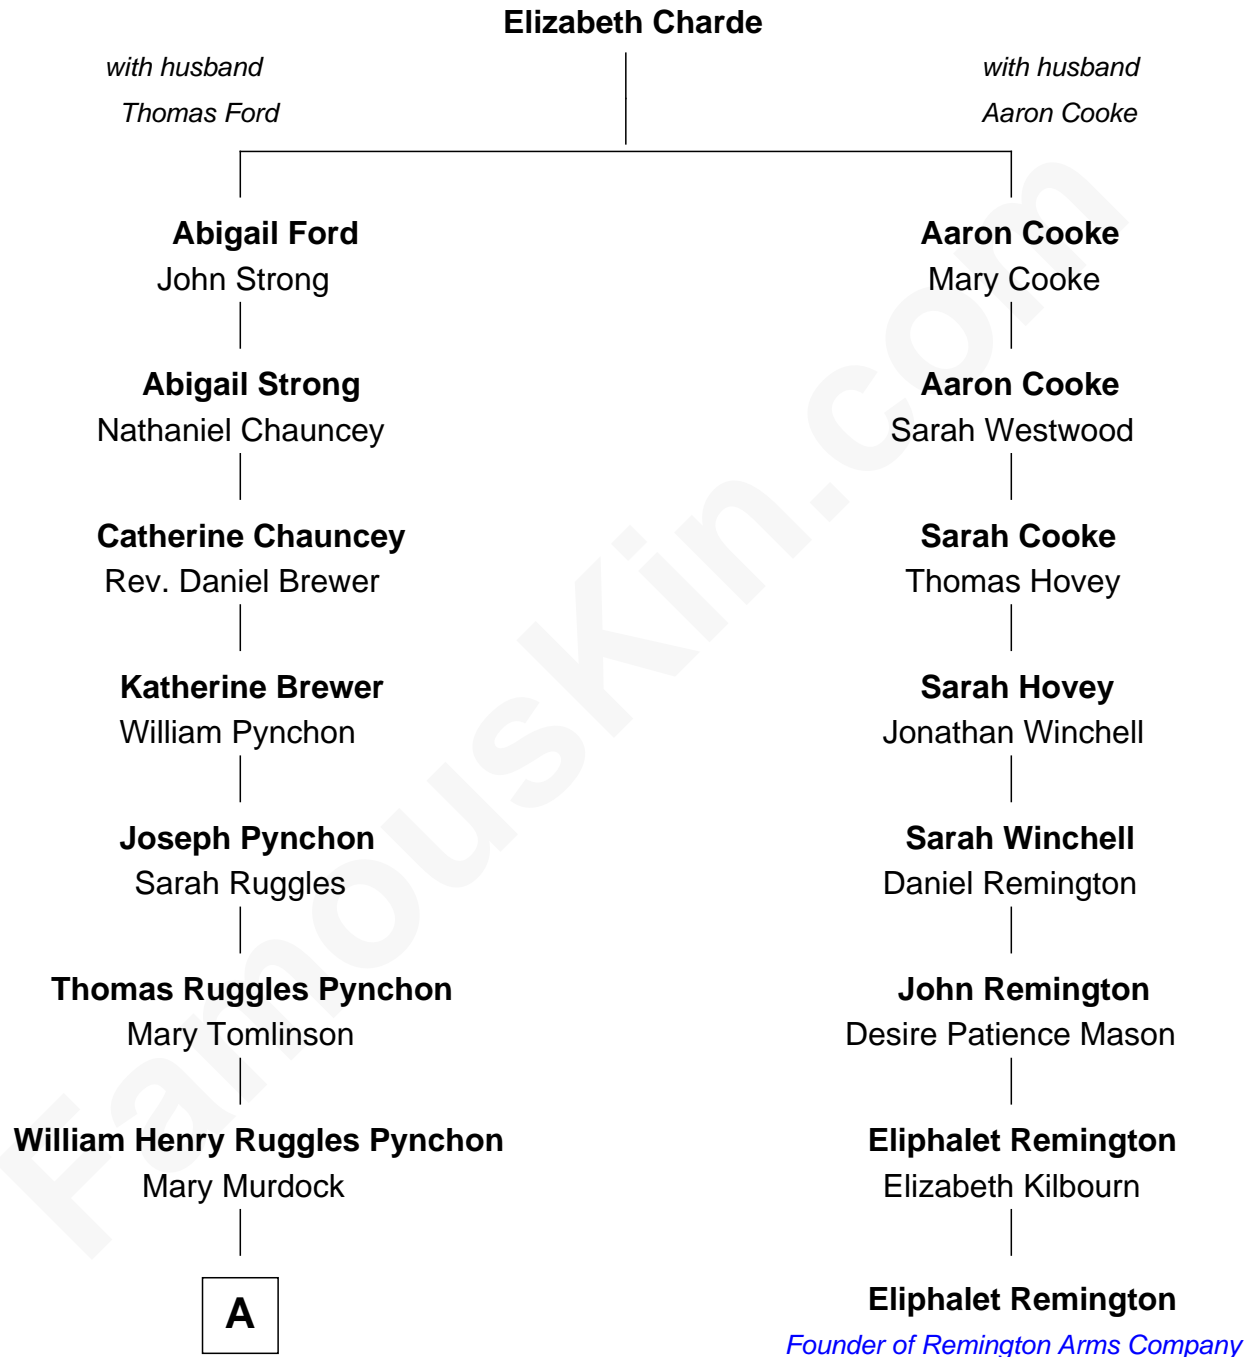 Elizabeth Charde
with husband
Thomas Ford
with husband
Aaron Cooke
Abigail Ford
John Strong
Aaron Cooke
Mary Cooke
Abigail Strong
Nathaniel Chauncey
Aaron Cooke
Sarah Westwood
Catherine Chauncey
Rev. Daniel Brewer
Sarah Cooke
Thomas Hovey
Katherine Brewer
William Pynchon
Sarah Hovey
Jonathan Winchell
Joseph Pynchon
Sarah Ruggles
Sarah Winchell
Daniel Remington
Thomas Ruggles Pynchon
Mary Tomlinson
John Remington
Desire Patience Mason
William Henry Ruggles Pynchon
Mary Murdock
Eliphalet Remington
Elizabeth Kilbourn
A
Eliphalet Remington
Founder of Remington Arms Company
FamousKin.com